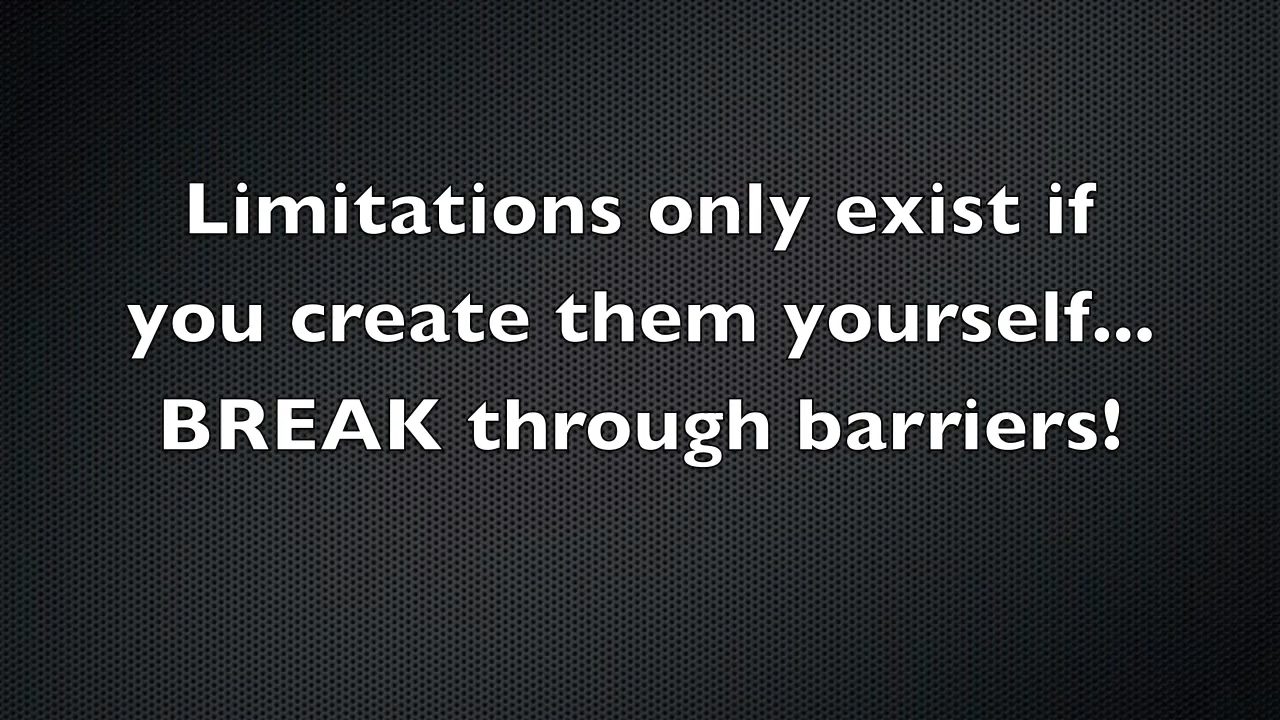 Limitations only exist if
you create them yourself...
BREAK through barriers!